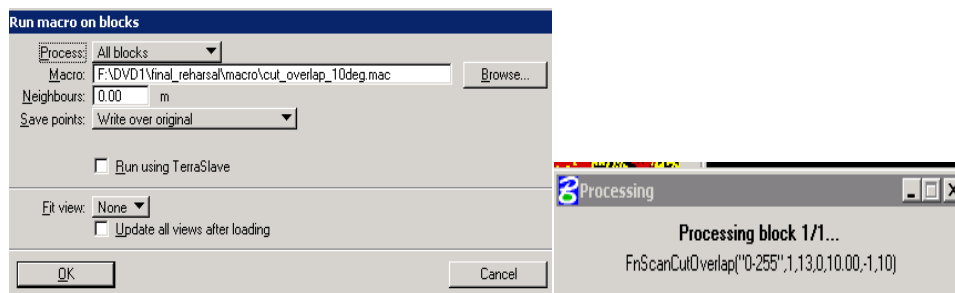 Run macro on blocks
Process: All blocks
Macro: F:\DVD1\final_reharsal\macro\cut_overlap_10deg.mac Browse...
Neighbours: 0.00 m
Save points: Write over original
Run using TerraSlave
Fit view: None
Update all views after loading
OK Cancel
Processing
Processing block 1/1...
FnScanCutOverlap("0-255",1,13,0,10.00,-1,10)